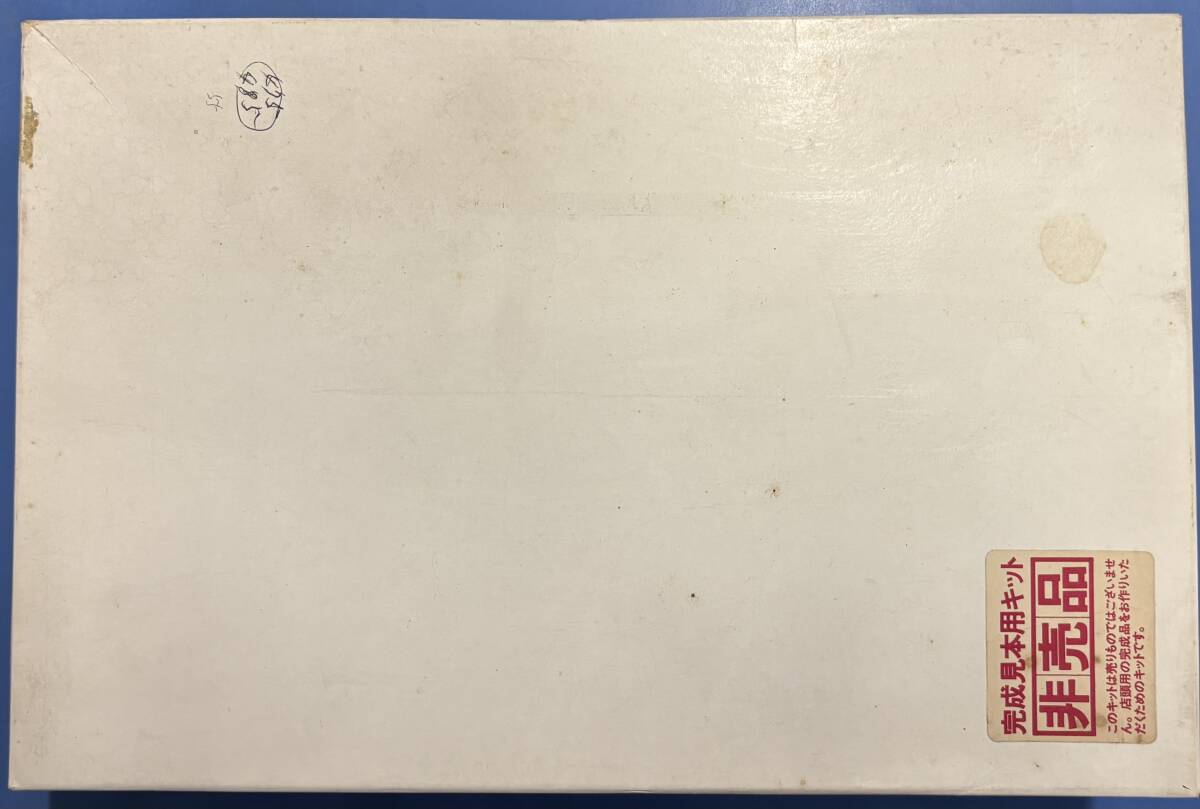 完成見本用キット
非売品
このキットは売りものではございませ
ん。店頭用の完成品をお作りいた
だくためのキットです。